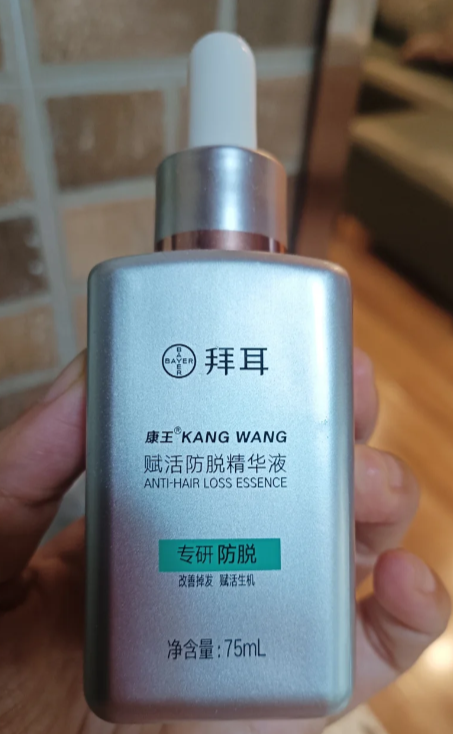 BAYER
BAYER
拜耳
康王® KANG WANG
赋活防脱精华液
ANTI-HAIR LOSS ESSENCE
专研 防脱
改善掉发 赋活生机
净含量:75mL